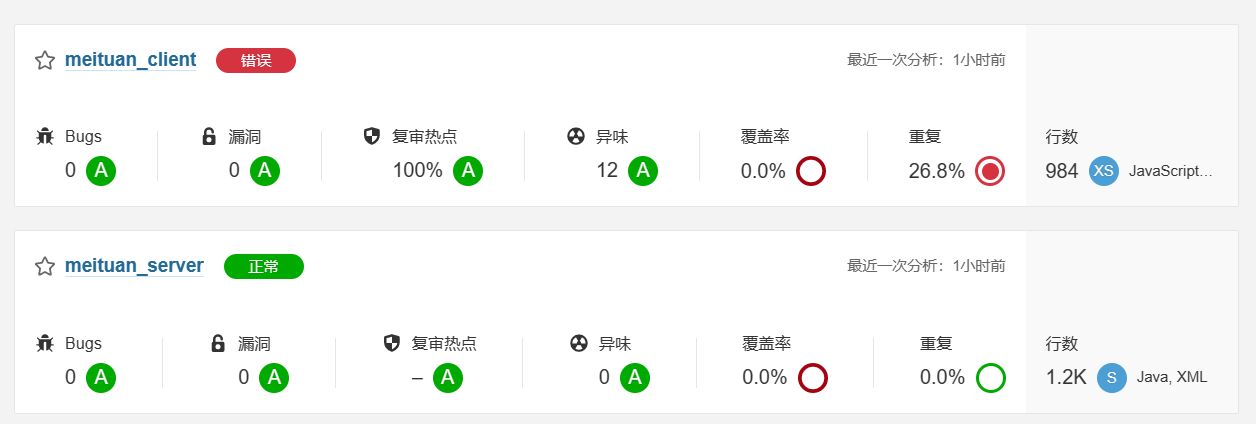 meituan_client 错误 最近一次分析：1小时前
Bugs 漏洞 复审热点 异味 覆盖率 重复 行数
0 A 0 A 100% A 12 A 0.0% 26.8% 984 XS JavaScript...
meituan_server 正常 最近一次分析：1小时前
Bugs 漏洞 复审热点 异味 覆盖率 重复 行数
0 A 0 A – A 0 A 0.0% 0.0% 1.2K S Java, XML